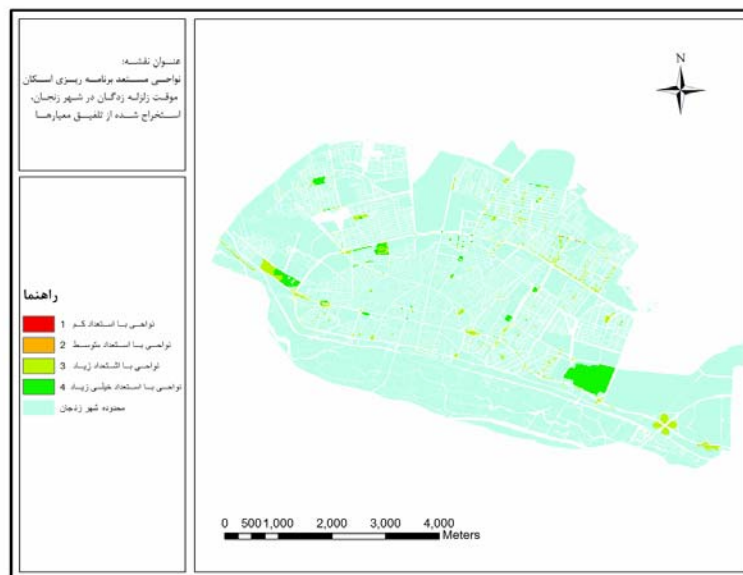 عنوان نقشه:
نواحی مستعد برنامه ریزی اسکان
موقت زلزله زدگان در شهر زنجان،
استخراج شده از تلفیق معیارها
N
راهنما
1 نواحی با استعداد کم
2 نواحی با استعداد متوسط
3 نواحی با استعداد زیاد
4 نواحی با استعداد خیلی زیاد
محدوده شهر زنجان
0 500 1,000 2,000 3,000 4,000
Meters